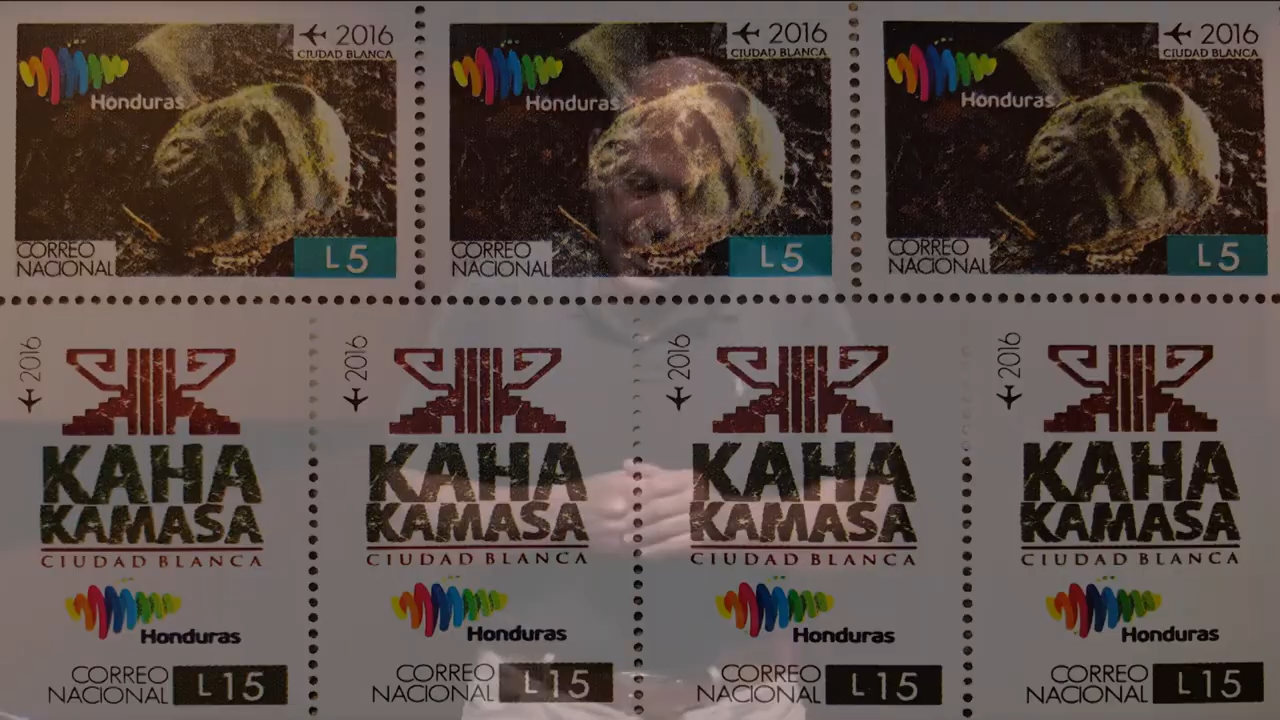 2016
CIUDAD BLANCA
Honduras
CORREO
NACIONAL
L5
2016
CIUDAD BLANCA
Honduras
CORREO
NACIONAL
L5
2016
CIUDAD BLANCA
Honduras
CORREO
NACIONAL
L5
2016
KAHA
KAMASA
CIUDAD BLANCA
Honduras
CORREO
NACIONAL
L15
2016
KAHA
KAMASA
CIUDAD BLANCA
Honduras
CORREO
NACIONAL
L15
2016
KAHA
KAMASA
CIUDAD BLANCA
Honduras
CORREO
NACIONAL
L15
2016
KAHA
KAMASA
CIUDAD BLANCA
Honduras
CORREO
NACIONAL
L15